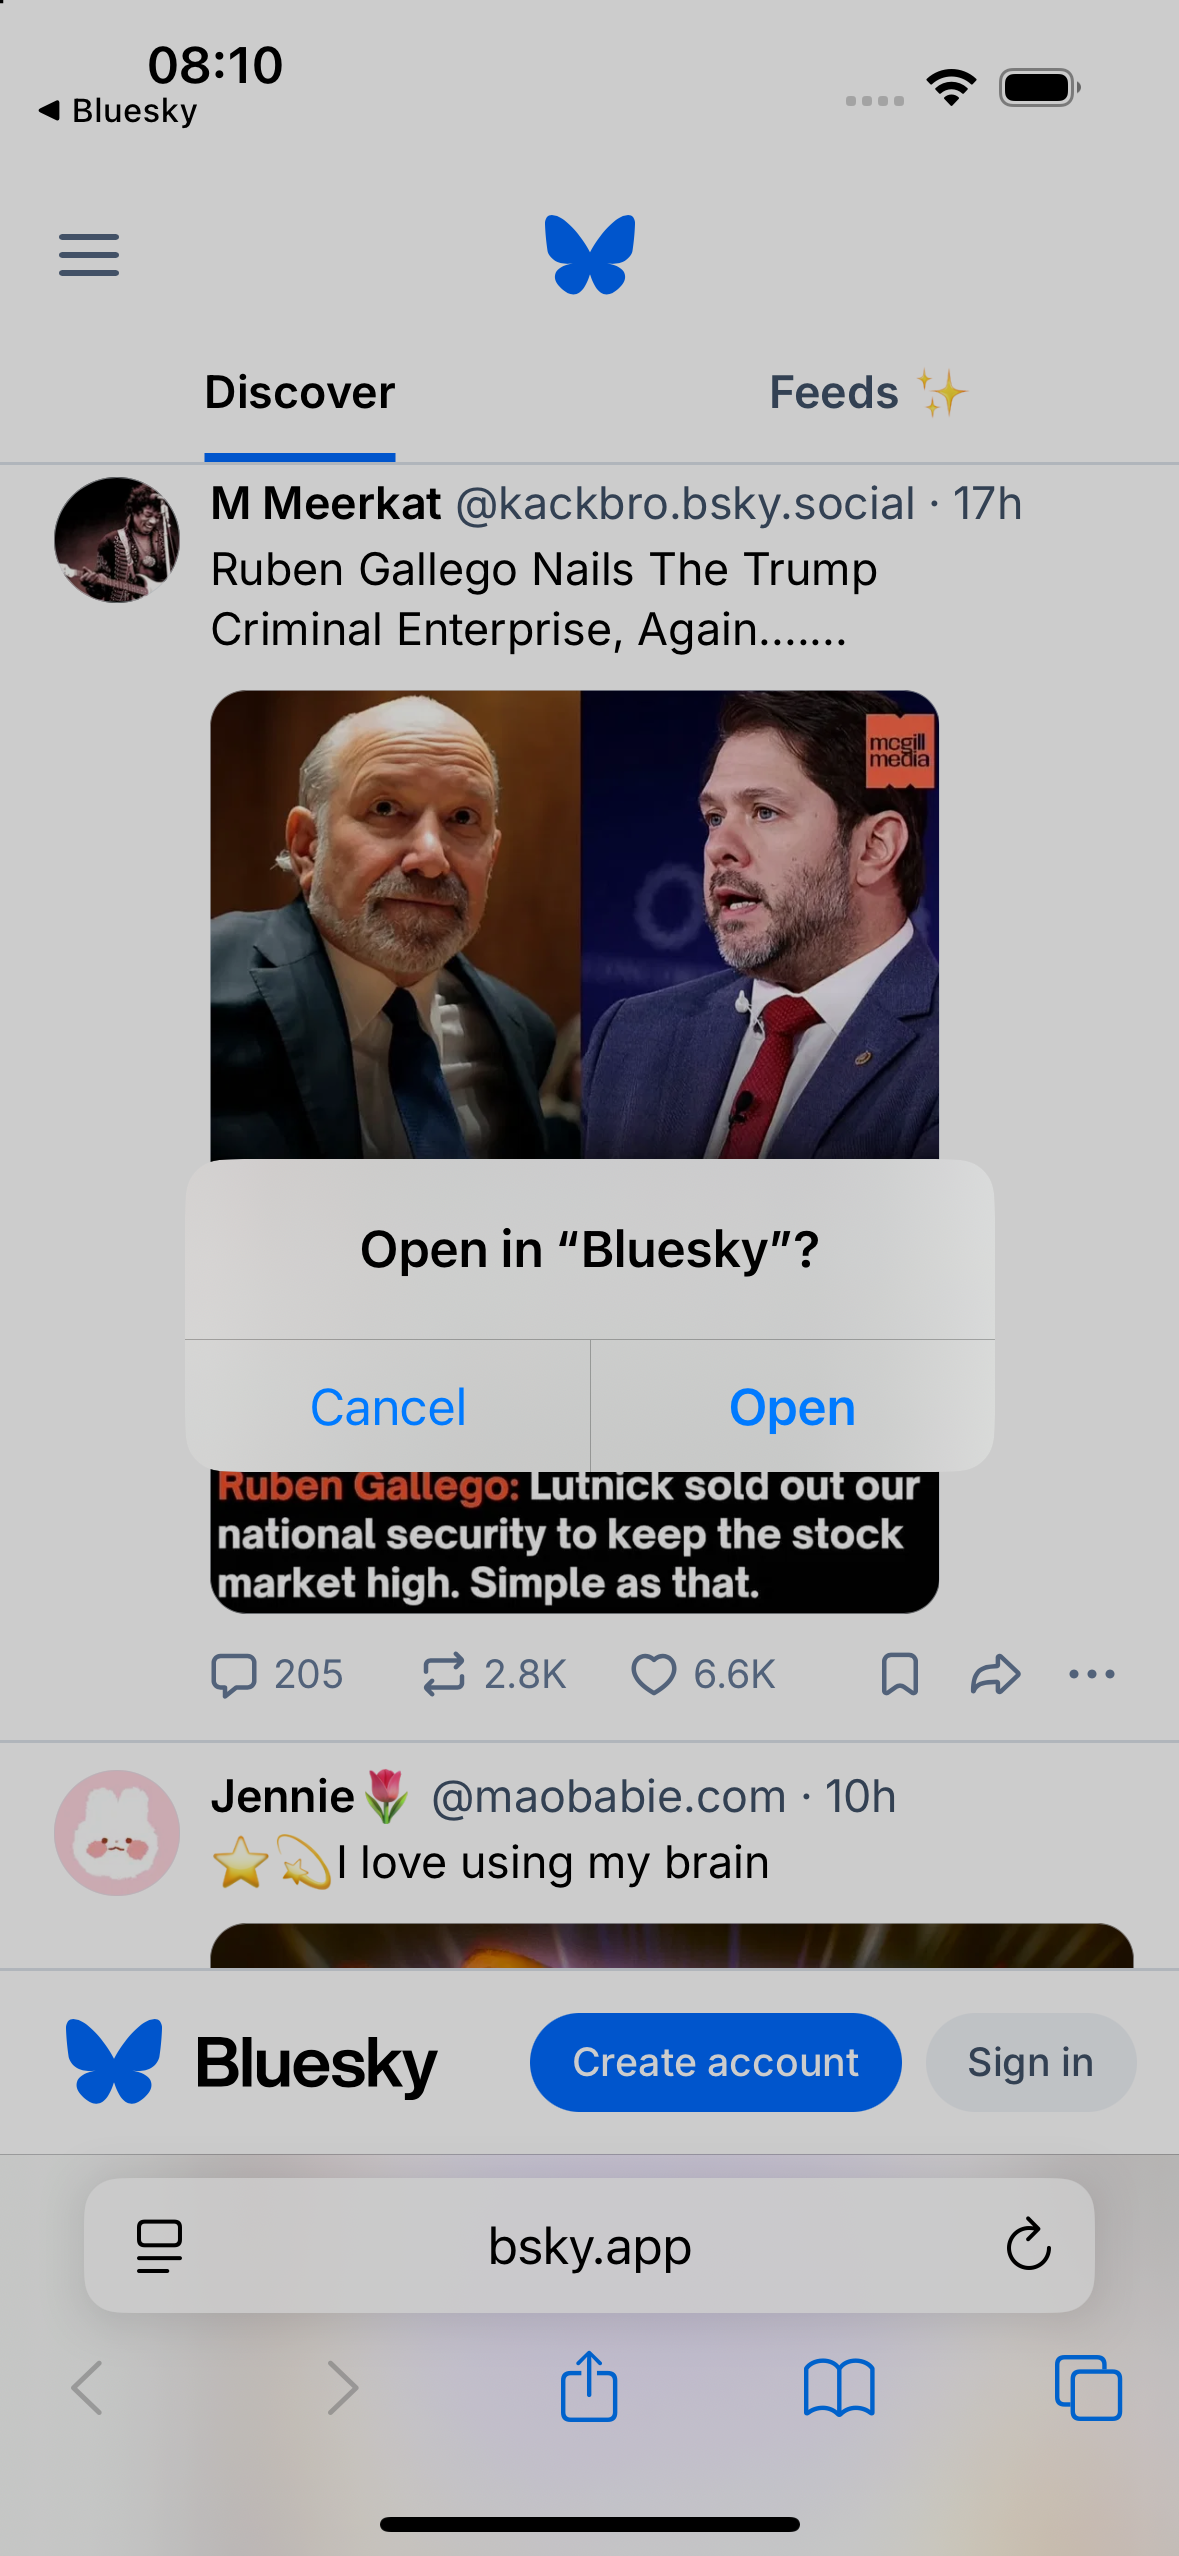 08:10
◀ Bluesky
Discover
Feeds ✨
M Meerkat @kackbro.bsky.social · 17h
Ruben Gallego Nails The Trump
Criminal Enterprise, Again.......
mcgill
media
Open in “Bluesky”?
Cancel
Open
Ruben Gallego: Lutnick sold out our
national security to keep the stock
market high. Simple as that.
205
2.8K
6.6K
Jennie🌷 @maobabie.com · 10h
⭐💫I love using my brain
Bluesky
Create account
Sign in
bsky.app